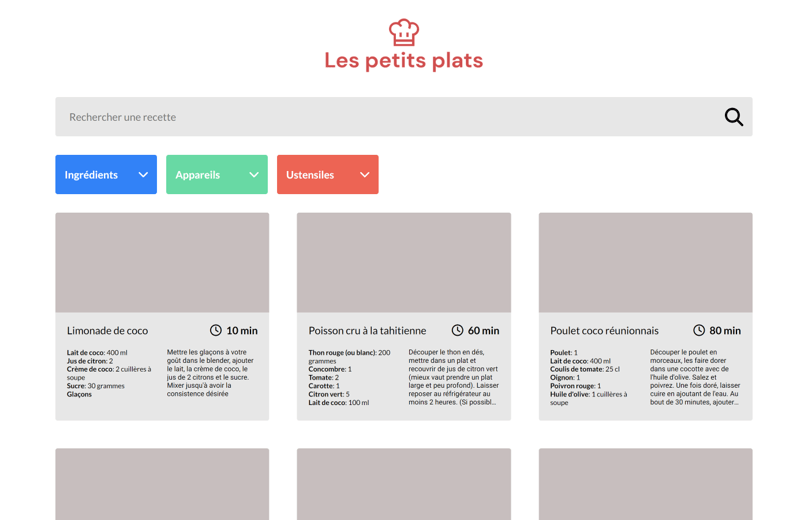 Les petits plats
Rechercher une recette
Ingrédients
Appareils
Ustensiles
Limonade de coco
10 min
Lait de coco: 400 ml
Jus de citron: 2
Crème de coco: 2 cuillères à
soupe
Sucre: 30 grammes
Glaçons
Mettre les glaçons à votre
goût dans le blender, ajouter
le lait, la crème de coco, le
jus de 2 citrons et le sucre.
Mixer jusqu'à avoir la
consistence désirée
Poisson cru à la tahitienne
60 min
Thon rouge (ou blanc): 200
grammes
Concombre: 1
Tomate: 2
Carotte: 1
Citron vert: 5
Lait de coco: 100 ml
Découper le thon en dés,
mettre dans un plat et
recouvrir de jus de citron vert
(mieux vaut prendre un plat
large et peu profond). Laisser
reposer au réfrigérateur au
moins 2 heures. (Si possibl...
Poulet coco réunionnais
80 min
Poulet: 1
Lait de coco: 400 ml
Coulis de tomate: 25 cl
Oignon: 1
Poivron rouge: 1
Huile d'olive: 1 cuillères à
soupe
Découper le poulet en
morceaux, les faire dorer
dans une cocotte avec de
l'huile d'olive. Salez et
poivrez. Une fois doré, laisser
cuire en ajoutant de l'eau. Au
bout de 30 minutes, ajouter...